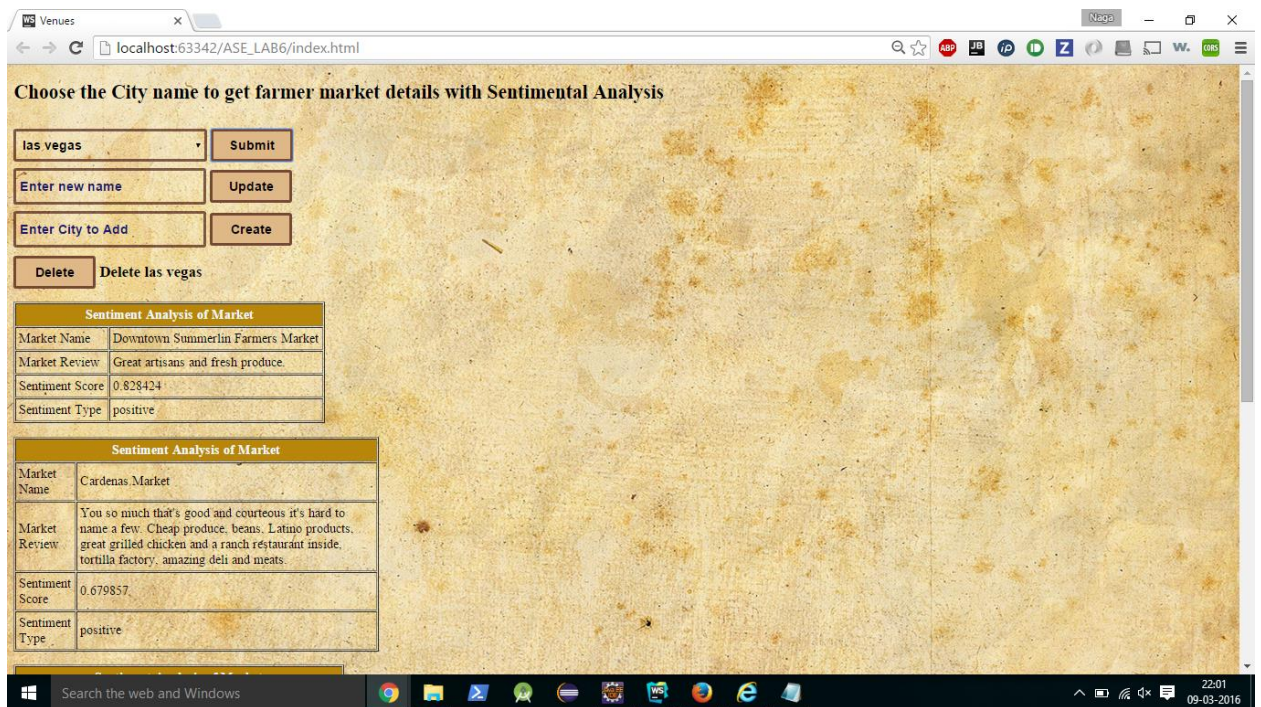 Venues
Naga
localhost:63342/ASE_LAB6/index.html
ABP
JB
ip
D
Z
w.
CORS
Choose the City name to get farmer market details with Sentimental Analysis
las vegas
Submit
Enter new name
Update
Enter City to Add
Create
Delete
Delete las vegas
Sentiment Analysis of Market
Market Name Downtown Summerlin Farmers Market
Market Review Great artisans and fresh produce.
Sentiment Score 0.828424
Sentiment Type positive
Sentiment Analysis of Market
Market Name Cardenas Market
Market Review You so much that's good and courteous it's hard to
name a few. Cheap produce, beans, Latino products,
great grilled chicken and a ranch restaurant inside,
tortilla factory, amazing deli and meats.
Sentiment Score 0.679857
Sentiment Type positive
Search the web and Windows
22:01
09-03-2016